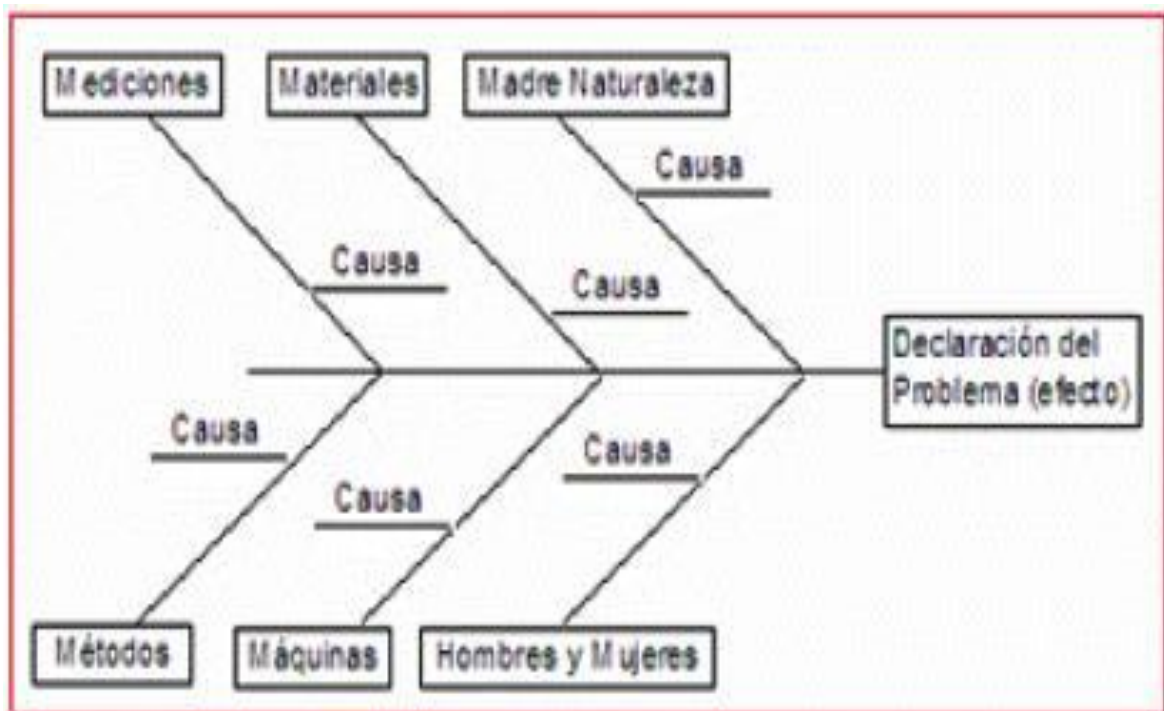 Mediciones
Materiales
Madre Naturaleza
Causa
Causa
Causa
Declaración del
Problema (efecto)
Causa
Causa
Causa
Métodos
Máquinas
Hombres y Mujeres